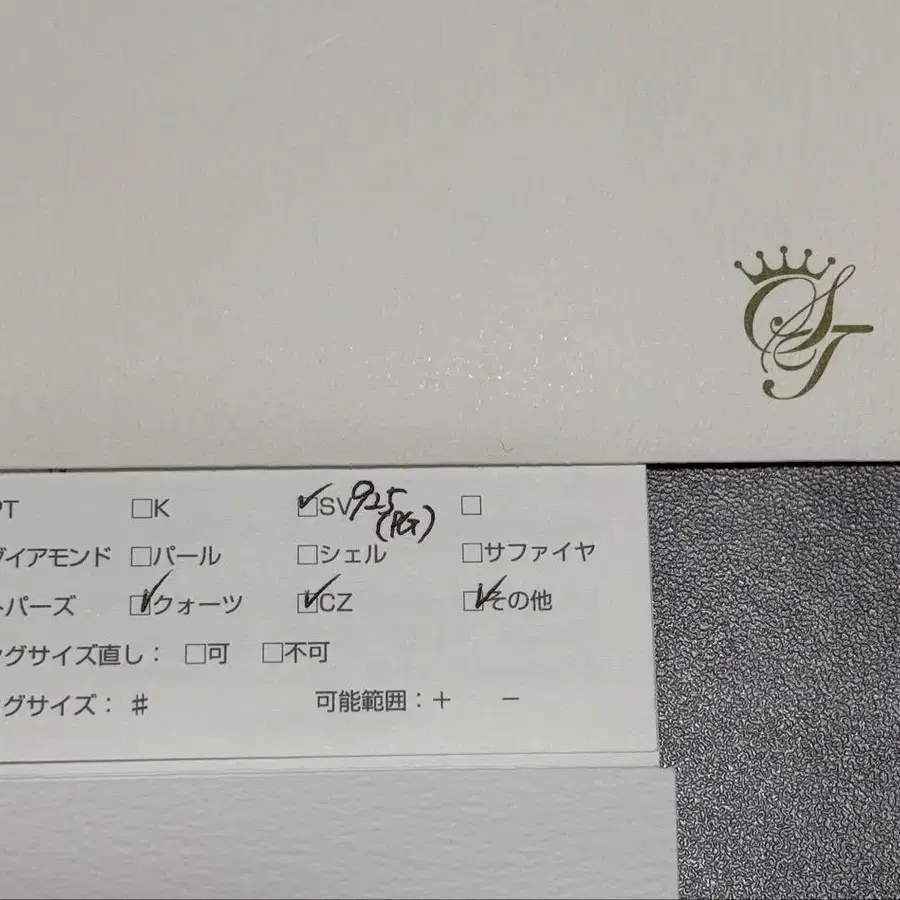 ST
PT □K ☑SV925(PG) □
ダイアモンド □パール □シェル □サファイヤ
トパーズ ☑クォーツ ☑CZ ☑その他
ングサイズ直し： □可 □不可
ングサイズ： # 可能範囲：＋ −